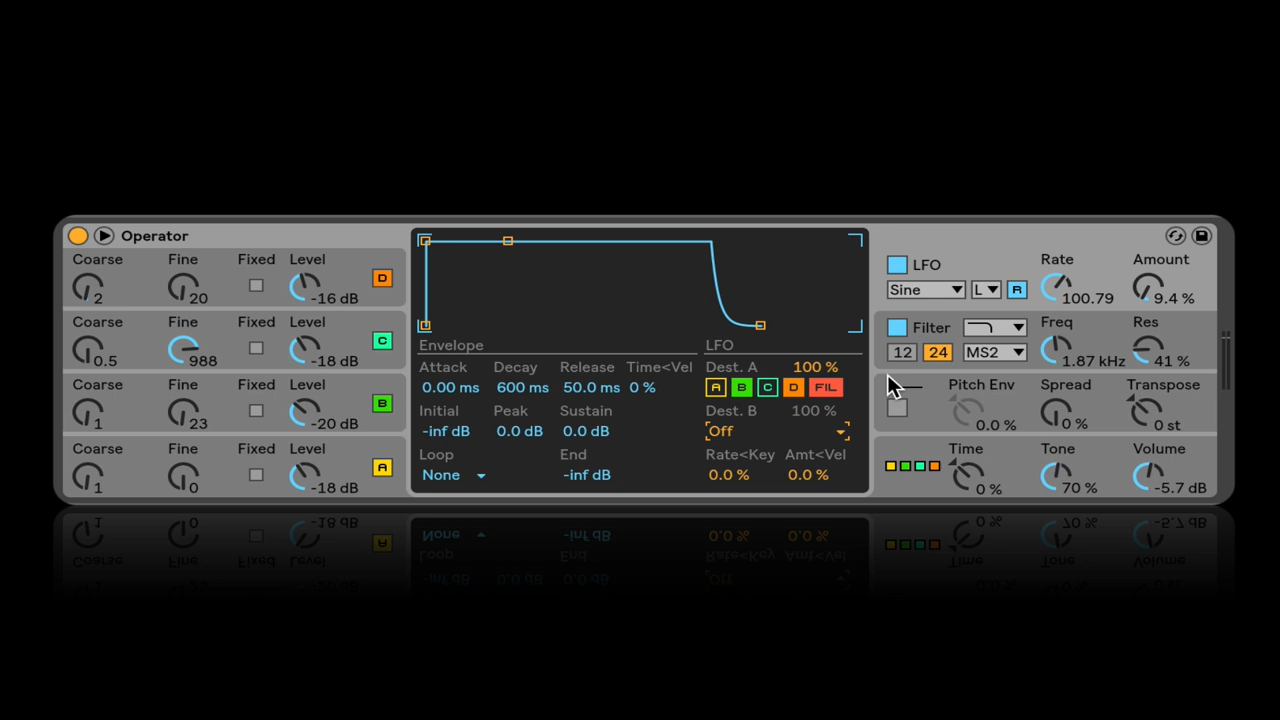 Operator
Coarse Fine Fixed Level
2 20 -16 dB D
Coarse Fine Fixed Level
0.5 988 -18 dB C
Coarse Fine Fixed Level
1 23 -20 dB B
Coarse Fine Fixed Level
1 0 -18 dB A
Envelope
Attack Decay Release Time<Vel
0.00 ms 600 ms 50.0 ms 0 %
Initial Peak Sustain
-inf dB 0.0 dB 0.0 dB
Loop End
None -inf dB
LFO
Dest. A 100 %
A B C D FIL
Dest. B 100 %
Off
Rate<Key Amt<Vel
0.0 % 0.0 %
LFO Rate Amount
Sine L R 100.79 9.4 %
Filter Freq Res
12 24 MS2 1.87 kHz 41 %
Pitch Env Spread Transpose
0.0 % 0 % 0 st
Time Tone Volume
0 % 70 % -5.7 dB